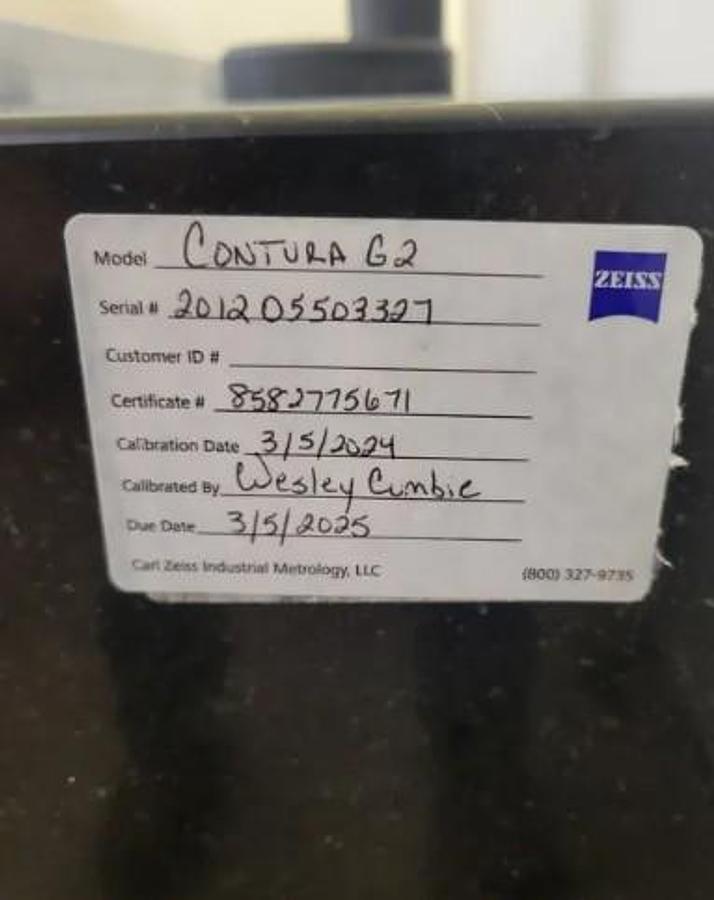 Model CONTURA G2
ZEISS
Serial # 201205503327
Customer ID #
Certificate # 8582775671
Calibration Date 3/5/2024
Calibrated By Wesley Cumbie
Due Date 3/5/2025
Carl Zeiss Industrial Metrology, LLC (800) 327-9735